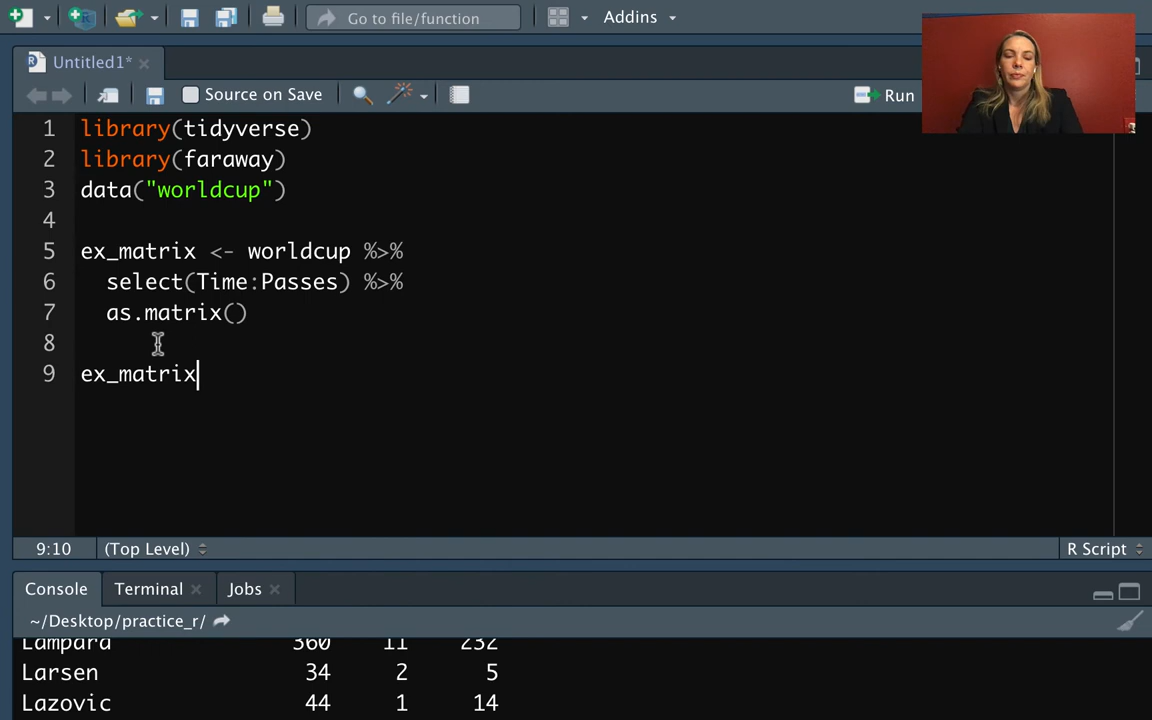 Go to file/function
Addins
Untitled1*
Source on Save
Run
1 library(tidyverse)
2 library(faraway)
3 data("worldcup")
4
5 ex_matrix <- worldcup %>%
6 select(Time:Passes) %>%
7 as.matrix()
8
9 ex_matrix
9:10 (Top Level) R Script
Console Terminal Jobs
~/Desktop/practice_r/
Lampard 360 11 232
Larsen 34 2 5
Lazovic 44 1 14